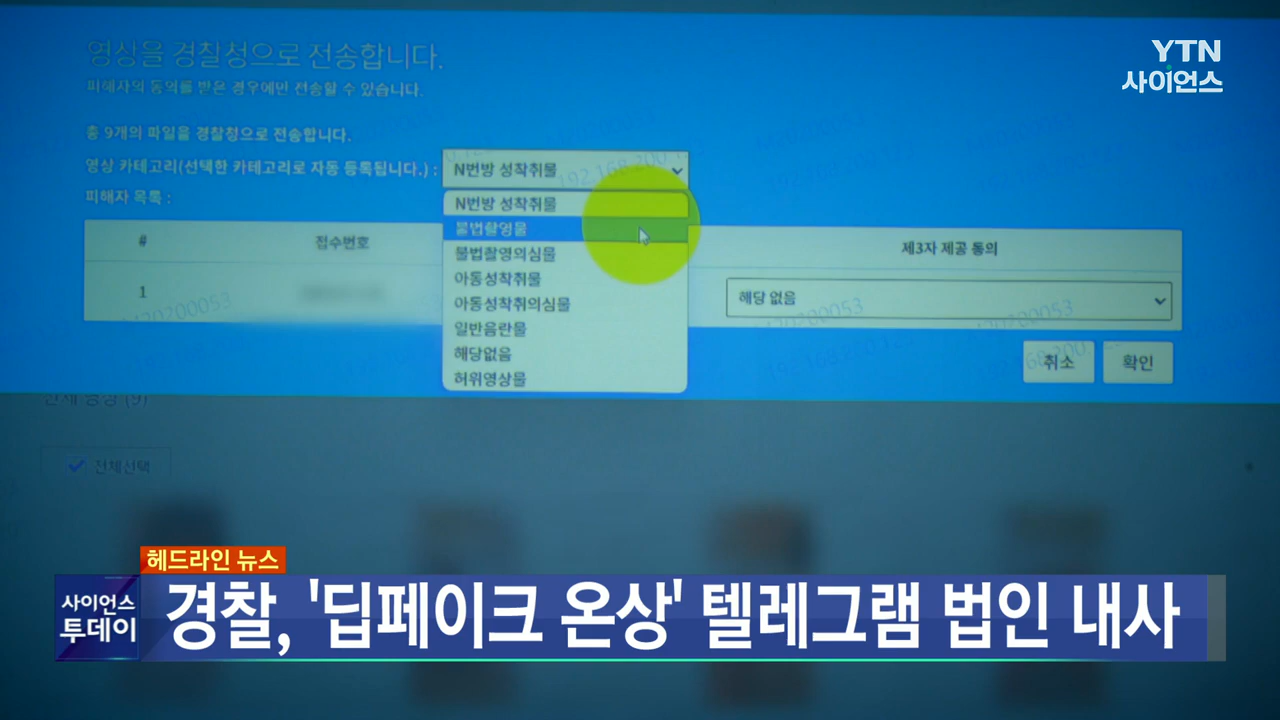 YTN
사이언스
영상을 경찰청으로 전송합니다.
피해자의 동의를 받은 경우에만 전송할 수 있습니다.
총 9개의 파일을 경찰청으로 전송합니다.
영상 카테고리(선택한 카테고리로 자동 등록됩니다.) :
N번방 성착취물
피해자 목록 :
N번방 성착취물
불법촬영물
불법촬영의심물
아동성착취물
아동성착취의심물
일반음란물
해당없음
허위영상물
# 접수번호 제3자 제공 동의
1 해당 없음
취소 확인
전체 영상 (9)
전체선택
헤드라인 뉴스
사이언스
투데이
경찰, '딥페이크 온상' 텔레그램 법인 내사